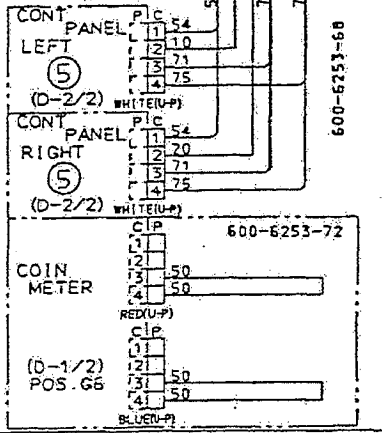 CONT PANEL P C
LEFT
5
(D-2/2)
1 54
2 10
3 71
4 75
WHITE(U-P)
600-6253-68
CONT PANEL P C
RIGHT
5
(D-2/2)
1 54
2 20
3 71
4 75
WHITE(U-P)
600-6253-72
C P
COIN METER
1
2
3 50
4 50
RED(U-P)
C P
(D-1/2)
POS.G6
1
2
3 50
4 50
BLUE(U-P)